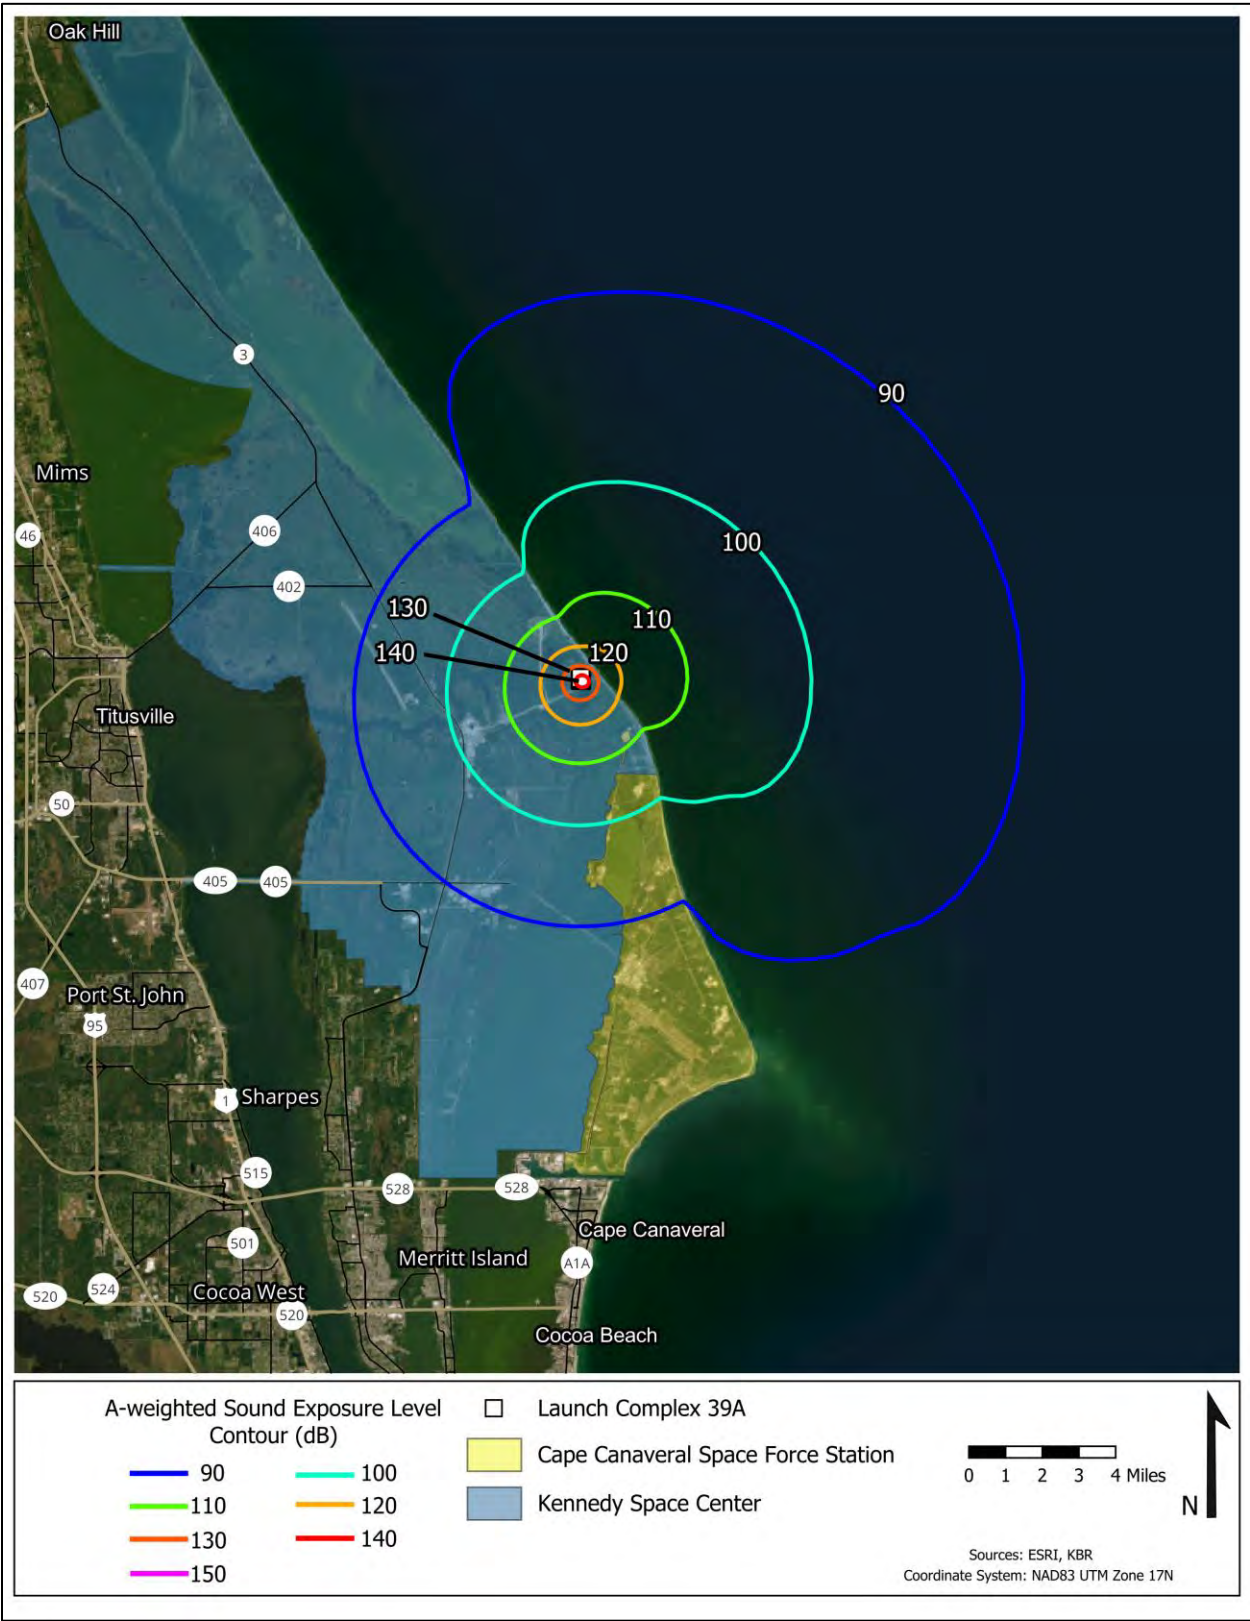 Oak Hill
3
90
Mims
46
406
100
402
130
110
140
120
Titusville
50
405
405
407
Port St. John
95
1
Sharpes
515
528
528
501
Cape Canaveral
Merritt Island
A1A
520
524
Cocoa West
520
Cocoa Beach
A-weighted Sound Exposure Level
Contour (dB)
90
100
110
120
130
140
150
Launch Complex 39A
Cape Canaveral Space Force Station
Kennedy Space Center
0 1 2 3 4 Miles
N
Sources: ESRI, KBR
Coordinate System: NAD83 UTM Zone 17N